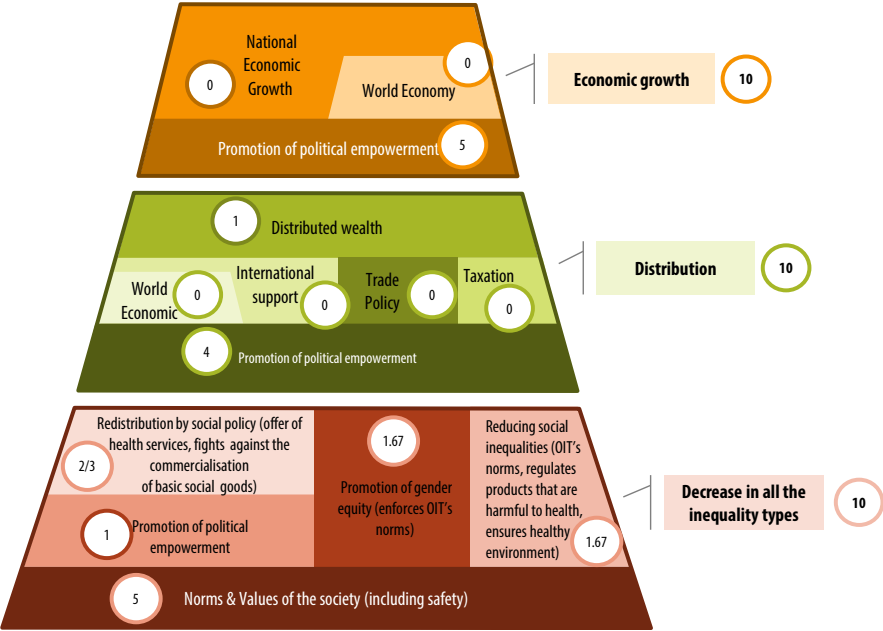 National
Economic
Growth
0
0
World Economy
Promotion of political empowerment
5
Economic growth
10
1
Distributed wealth
World
Economic
0
International
support
0
Trade
Policy
0
Taxation
0
4
Promotion of political empowerment
Distribution
10
Redistribution by social policy (offer of
health services, fights against the
commercialisation
of basic social goods)
2/3
1
Promotion of political
empowerment
1.67
Promotion of gender
equity (enforces OIT's
norms)
Reducing social
inequalities (OIT's
norms, regulates
products that are
harmful to health,
ensures healthy
environment)
1.67
5
Norms & Values of the society (including safety)
Decrease in all the
inequality types
10